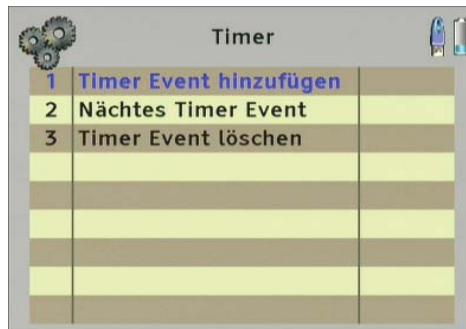 Timer
1 Timer Event hinzufügen
2 Nächtes Timer Event
3 Timer Event löschen